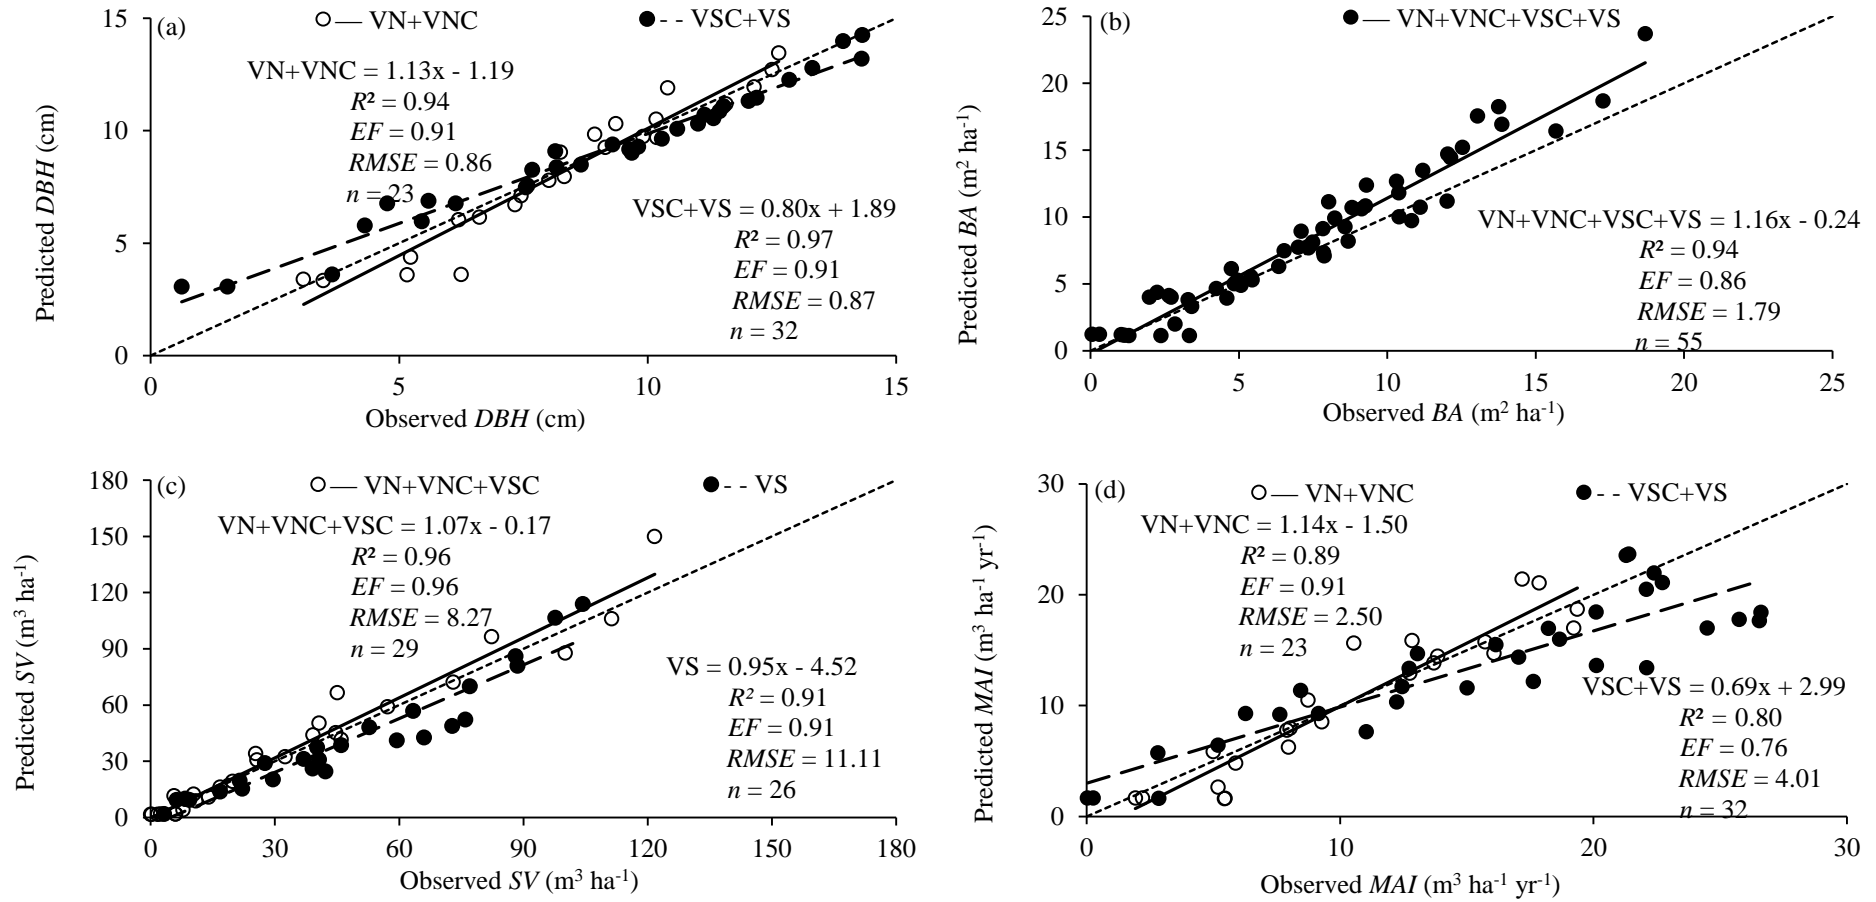 (a)
VN+VNC
VSC+VS
VN+VNC = 1.13x - 1.19
R² = 0.94
EF = 0.91
RMSE = 0.86
n = 23
VSC+VS = 0.80x + 1.89
R² = 0.97
EF = 0.91
RMSE = 0.87
n = 32
15
10
5
0
0 5 10 15
Predicted DBH (cm)
Observed DBH (cm)
(b)
VN+VNC+VSC+VS
VN+VNC+VSC+VS = 1.16x - 0.24
R² = 0.94
EF = 0.86
RMSE = 1.79
n = 55
25
20
15
10
5
0
0 5 10 15 20 25
Predicted BA (m² ha⁻¹)
Observed BA (m² ha⁻¹)
(c)
VN+VNC+VSC
VS
VN+VNC+VSC = 1.07x - 0.17
R² = 0.96
EF = 0.96
RMSE = 8.27
n = 29
VS = 0.95x - 4.52
R² = 0.91
EF = 0.91
RMSE = 11.11
n = 26
180
150
120
90
60
30
0
0 30 60 90 120 150 180
Predicted SV (m³ ha⁻¹)
Observed SV (m³ ha⁻¹)
(d)
VN+VNC
VSC+VS
VN+VNC = 1.14x - 1.50
R² = 0.89
EF = 0.91
RMSE = 2.50
n = 23
VSC+VS = 0.69x + 2.99
R² = 0.80
EF = 0.76
RMSE = 4.01
n = 32
30
20
10
0
0 10 20 30
Predicted MAI (m³ ha⁻¹ yr⁻¹)
Observed MAI (m³ ha⁻¹ yr⁻¹)